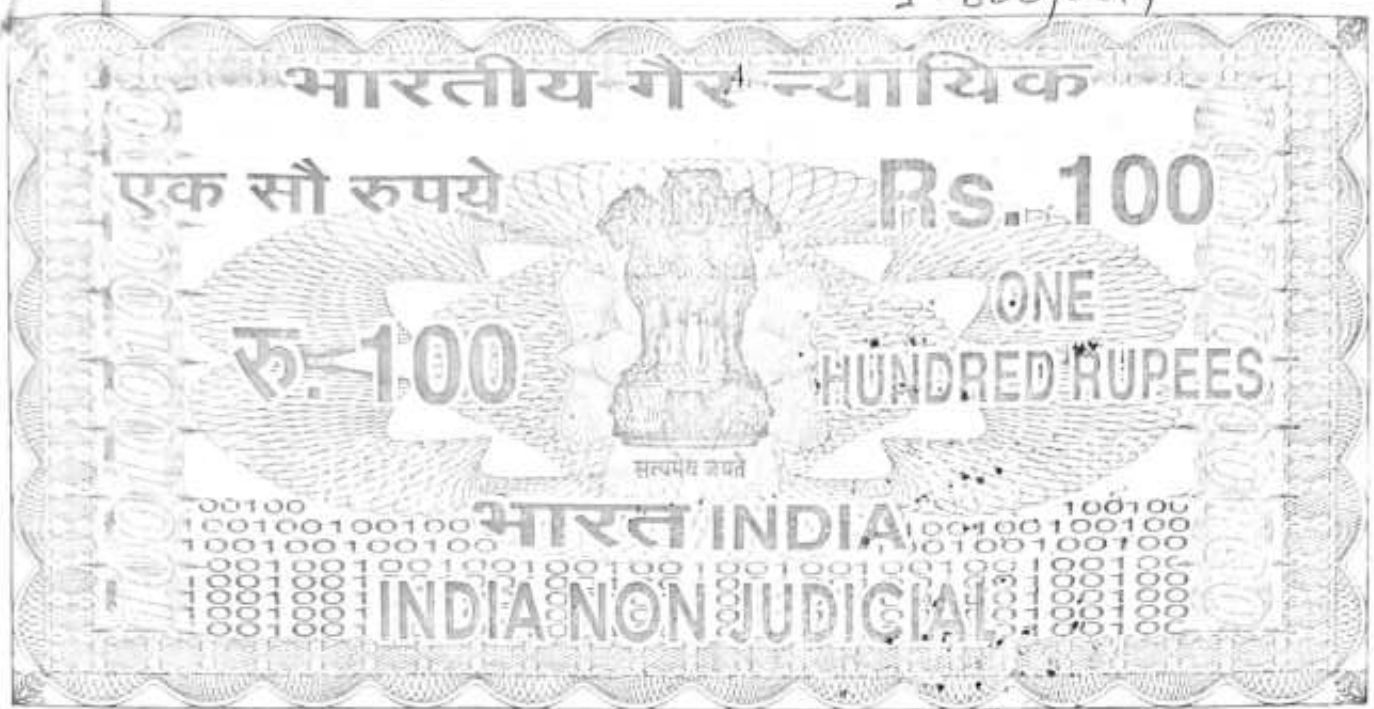 भारतीय गैर न्यायिक
एक सौ रुपये
Rs. 100
रु. 100
ONE
HUNDRED RUPEES
सत्यमेव जयते
भारत INDIA
INDIA NON JUDICIAL